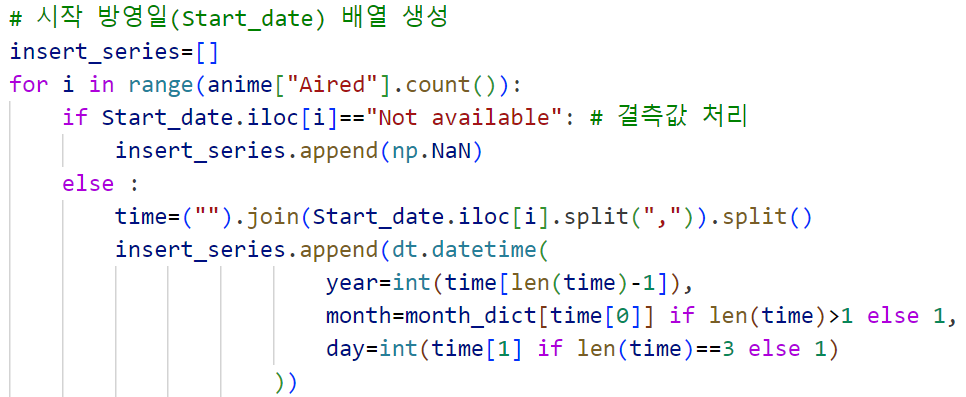 # 시작 방영일(Start_date) 배열 생성
insert_series=[]
for i in range(anime["Aired"].count()):
    if Start_date.iloc[i]=="Not available": # 결측값 처리
        insert_series.append(np.NaN)
    else :
        time=("").join(Start_date.iloc[i].split(",")).split()
        insert_series.append(dt.datetime(
                        year=int(time[len(time)-1]),
                        month=month_dict[time[0]] if len(time)>1 else 1,
                        day=int(time[1] if len(time)==3 else 1)
                    ))